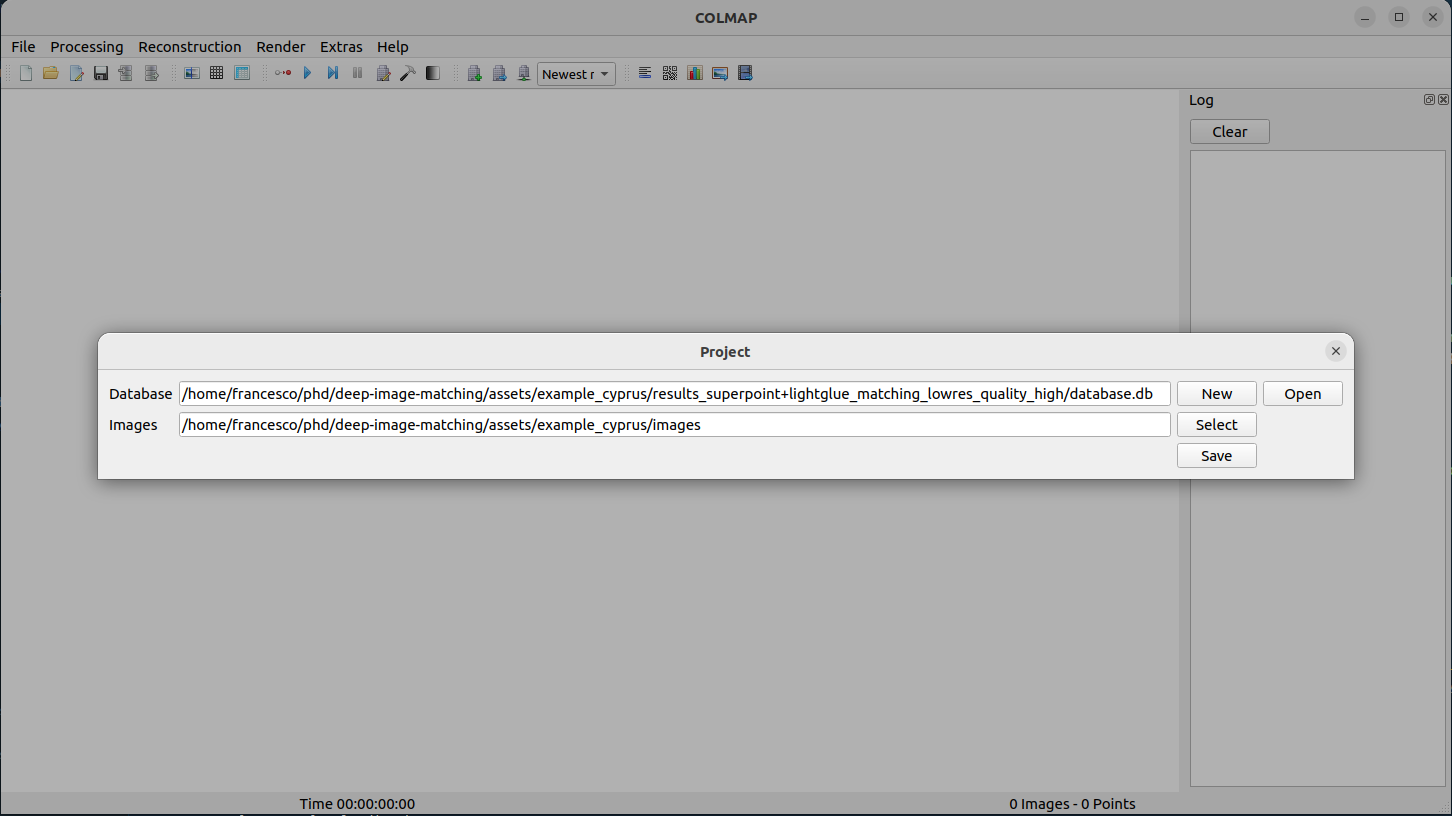 COLMAP
File Processing Reconstruction Render Extras Help
Newest r
Log
Clear
Project
Database /home/francesco/phd/deep-image-matching/assets/example_cyprus/results_superpoint+lightglue_matching_lowres_quality_high/database.db New Open
Images /home/francesco/phd/deep-image-matching/assets/example_cyprus/images Select
Save
Time 00:00:00:00 0 Images - 0 Points